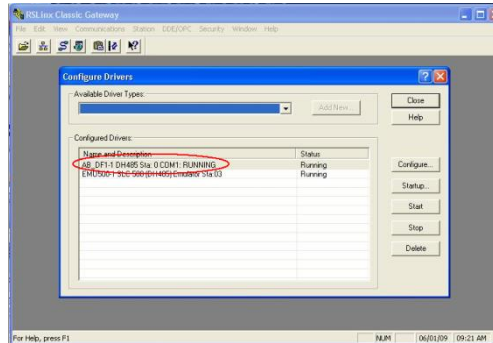 RSLinx Classic Gateway
File Edit View Communications Station DDE/OPC Security Window Help
Configure Drivers
Available Driver Types:
Add New...
Close
Help
Configured Drivers:
Name and Description Status
AB_DF1-1 DH485 Sta: 0 COM1: RUNNING Running
EMU500-1 SLC 500 (DH485) Emulator Sta:03 Running
Configure...
Startup...
Start
Stop
Delete
For Help, press F1 NUM 06/01/09 09:21 AM